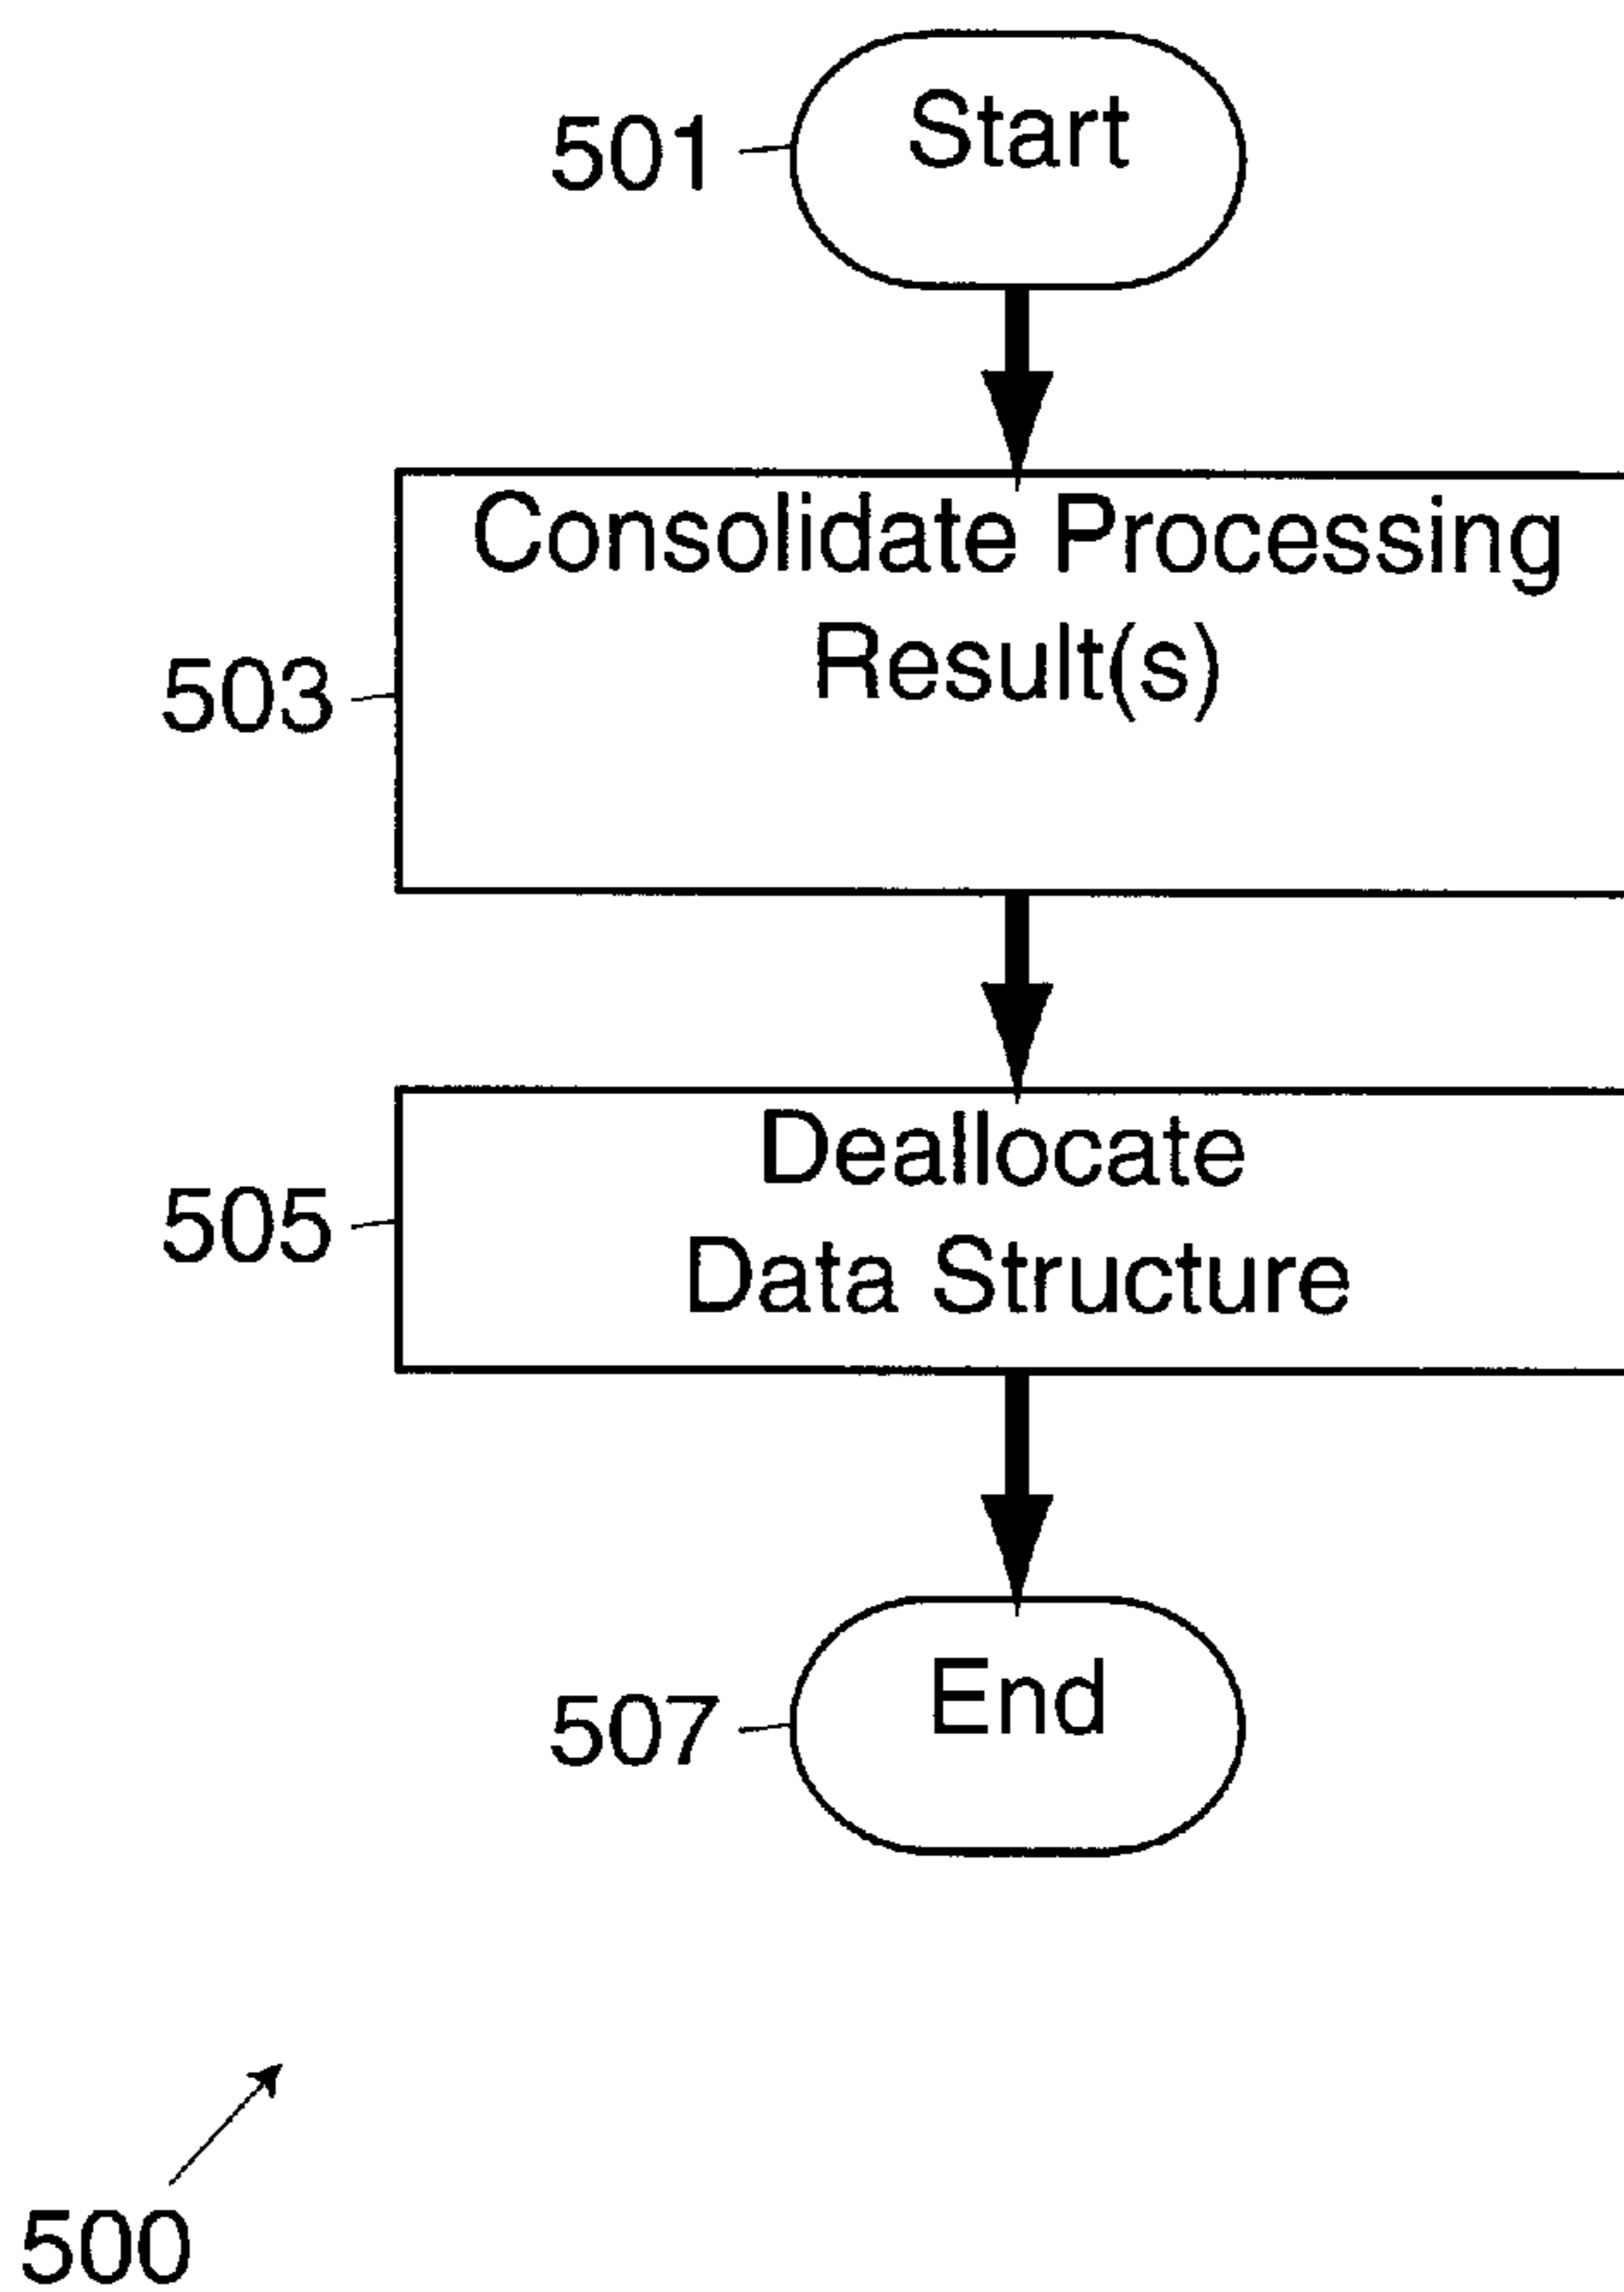 501
Start
Consolidate Processing
Result(s)
503
Deallocate
505
Data Structure
End
507
500